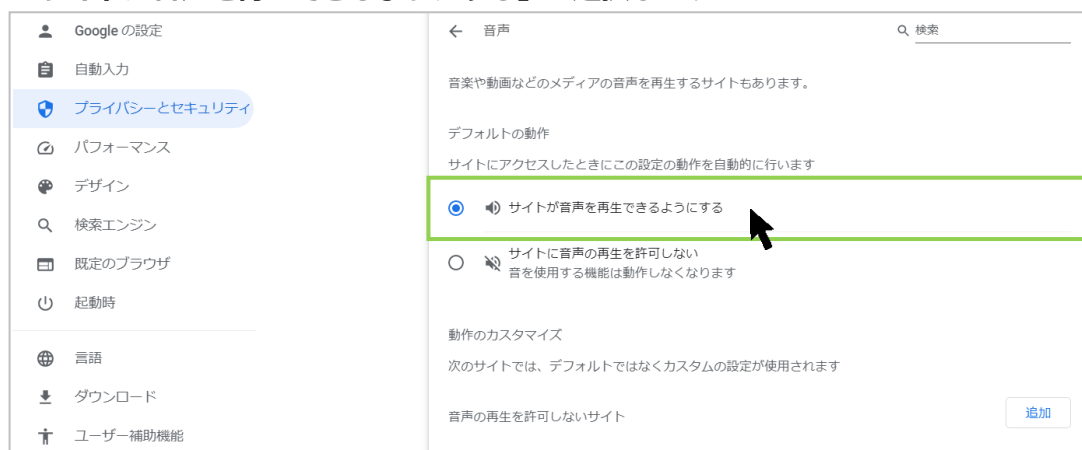 Google の設定
自動入力
プライバシーとセキュリティ
パフォーマンス
デザイン
検索エンジン
既定のブラウザ
起動時
言語
ダウンロード
ユーザー補助機能
音声
検索
音楽や動画などのメディアの音声を再生するサイトもあります。
デフォルトの動作
サイトにアクセスしたときにこの設定の動作を自動的に行います
サイトが音声を再生できるようにする
サイトに音声の再生を許可しない
音を使用する機能は動作しなくなります
動作のカスタマイズ
次のサイトでは、デフォルトではなくカスタムの設定が使用されます
音声の再生を許可しないサイト
追加